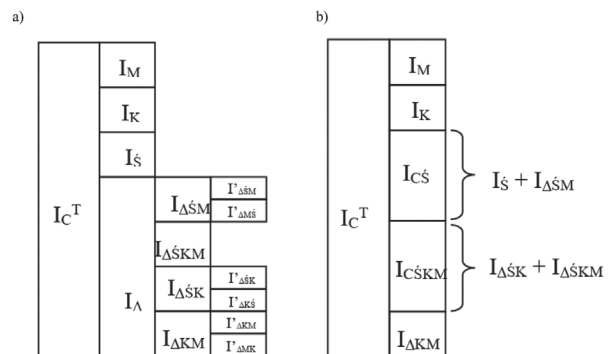 a)
b)
I_M
I_K
I_Ś
I_C^T
I_Δ
I_ΔŚM
I'_ΔŚM
I'_ΔMŚ
I_ΔŚKM
I_ΔŚK
I'_ΔŚK
I'_ΔKŚ
I_ΔKM
I'_ΔKM
I'_ΔMK
I_C^T
I_M
I_K
I_CŚ
I_Ś + I_ΔŚM
I_CŚKM
I_ΔŚK + I_ΔŚKM
I_ΔKM